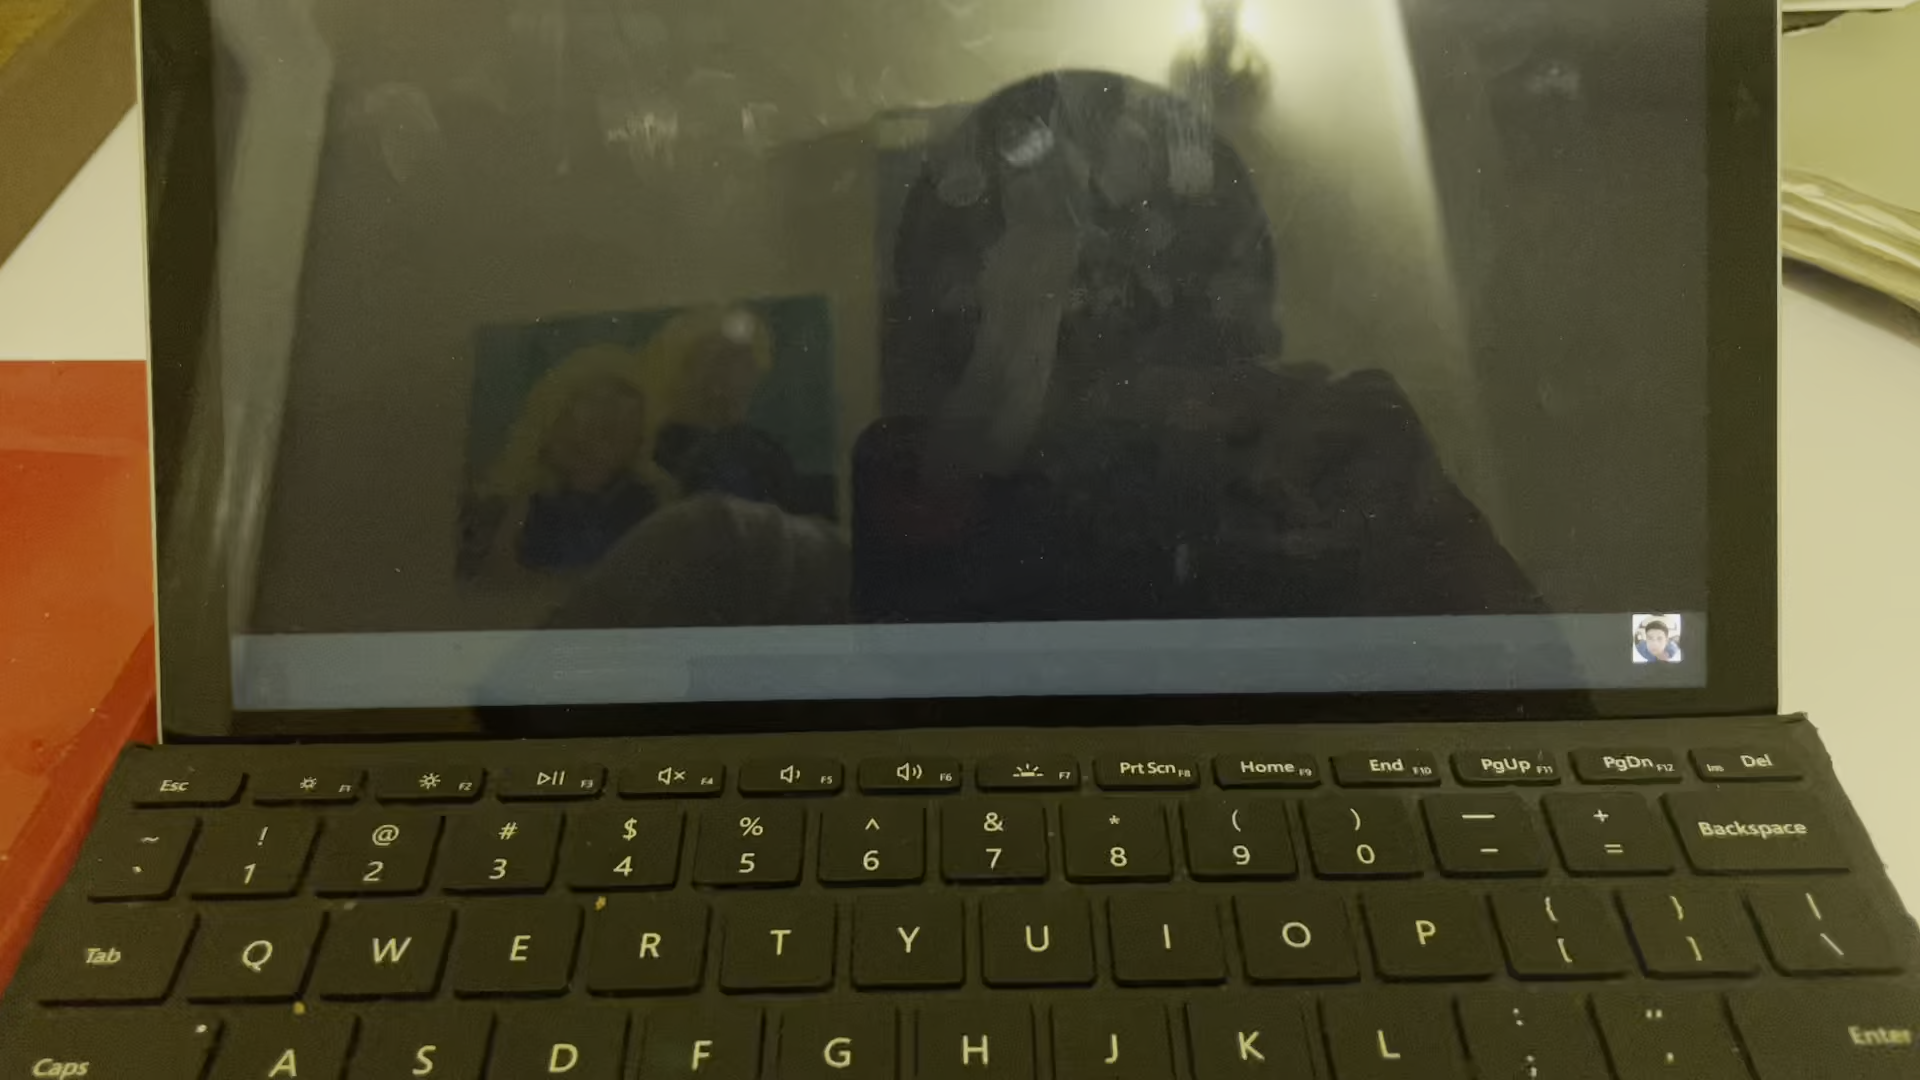 Esc F1 F2 F3 F4 F5 F6 F7 Prt Scn F8 Home F9 End F10 PgUp F11 PgDn F12 Ins Del
~ ! @ # $ % ^ & * ( ) — +
` 1 2 3 4 5 6 7 8 9 0 - = Backspace
Tab Q W E R T Y U I O P { [ } ] | \
Caps A S D F G H J K L : ; " ' Enter